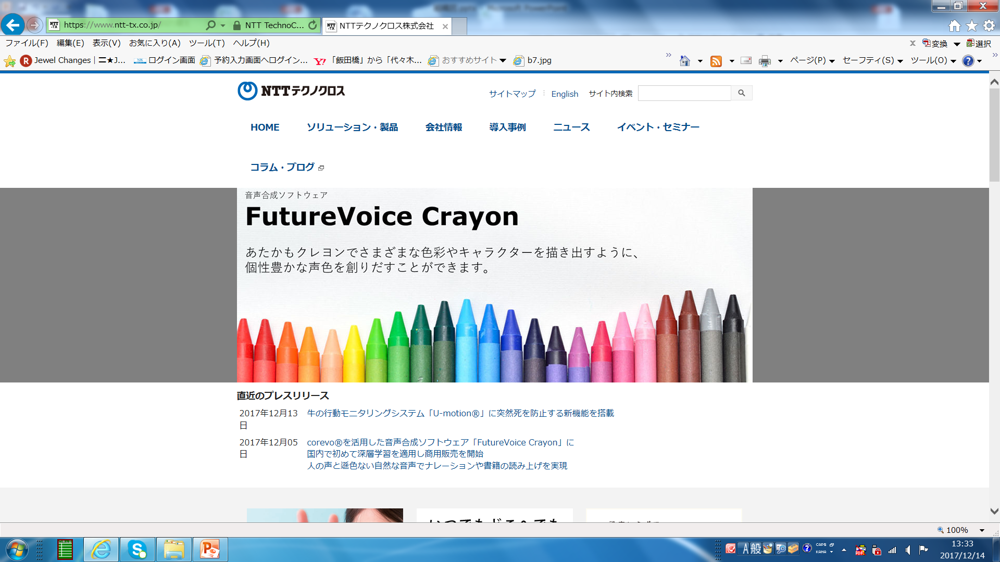 https://www.ntt-tx.co.jp/
NTT TechnoC...
NTTテクノクロス株式会社
ファイル(F) 編集(E) 表示(V) お気に入り(A) ツール(T) ヘルプ(H)
変換
選択
Jewel Changes | 二★J...
ログイン画面
予約入力画面へログイン...
「飯田橋」から「代々木...
おすすめサイト
b7.jpg
ページ(P)
セーフティ(S)
ツール(O)
NTTテクノクロス
サイトマップ
English
サイト内検索
HOME
ソリューション・製品
会社情報
導入事例
ニュース
イベント・セミナー
コラム・ブログ
音声合成ソフトウェア
FutureVoice Crayon
あたかもクレヨンでさまざまな色彩やキャラクターを描き出すように、
個性豊かな声色を創りだすことができます。
直近のプレスリリース
2017年12月13日
牛の行動モニタリングシステム「U-motion®」に突然死を防止する新機能を搭載
2017年12月05日
corevo®を活用した音声合成ソフトウェア「FutureVoice Crayon」に
国内で初めて深層学習を適用し商用販売を開始
人の声と遜色ない自然な音声でナレーションや書籍の読み上げを実現
いつでもどこへでも
100%
A般
CAPS
KANA
13:33
2017/12/14